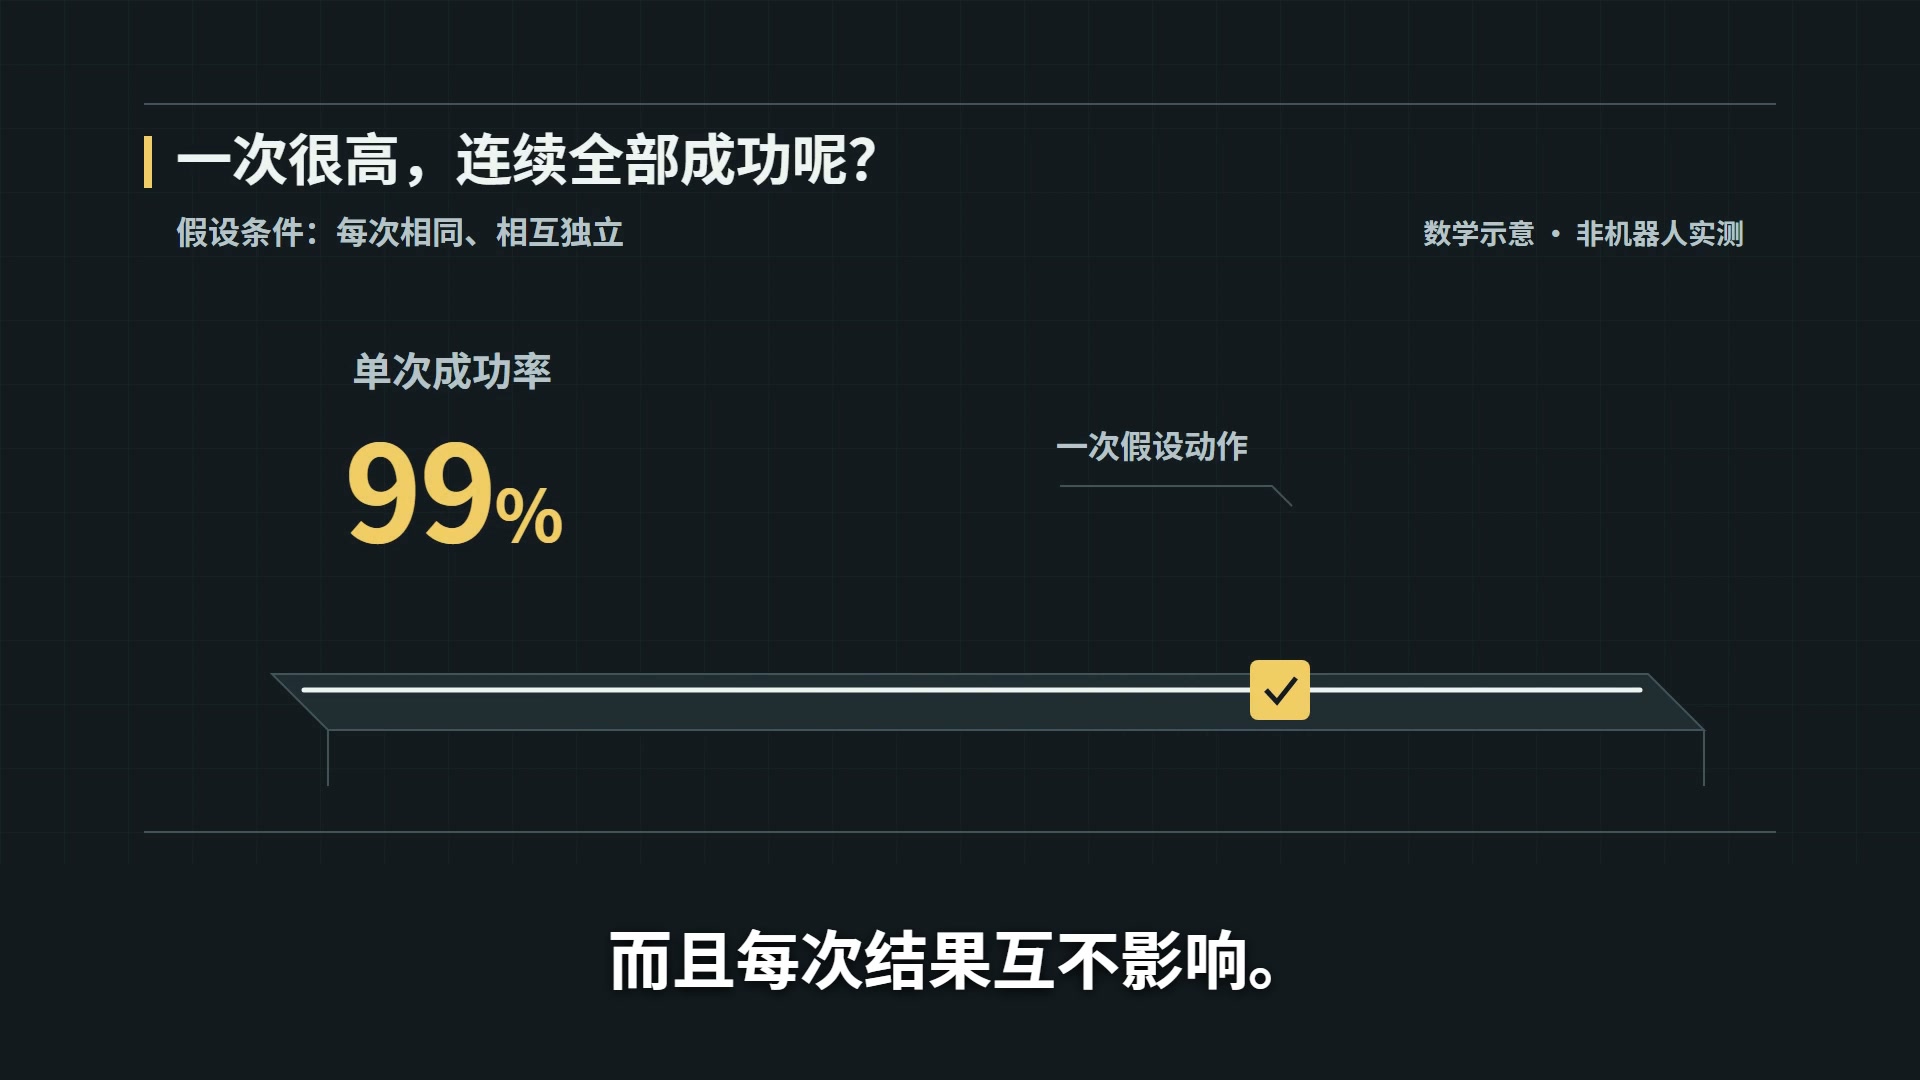 一次很高，连续全部成功呢？
假设条件：每次相同、相互独立
数学示意 · 非机器人实测
单次成功率
99%
一次假设动作
而且每次结果互不影响。